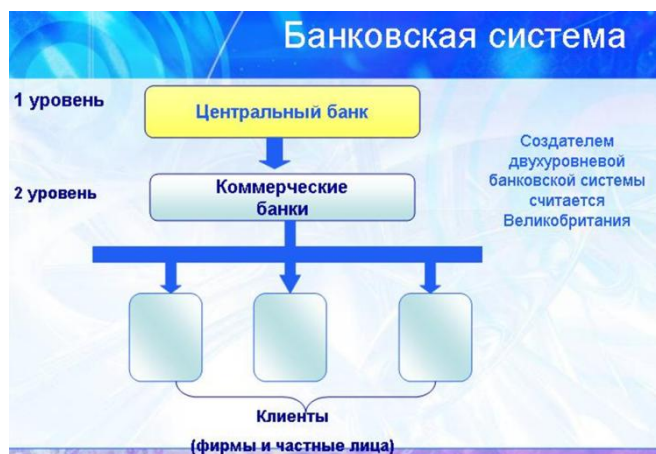 Банковская система
1 уровень
Центральный банк
2 уровень
Коммерческие
банки
Создателем
двухуровневой
банковской системы
считается
Великобритания
Клиенты
(фирмы и частные лица)